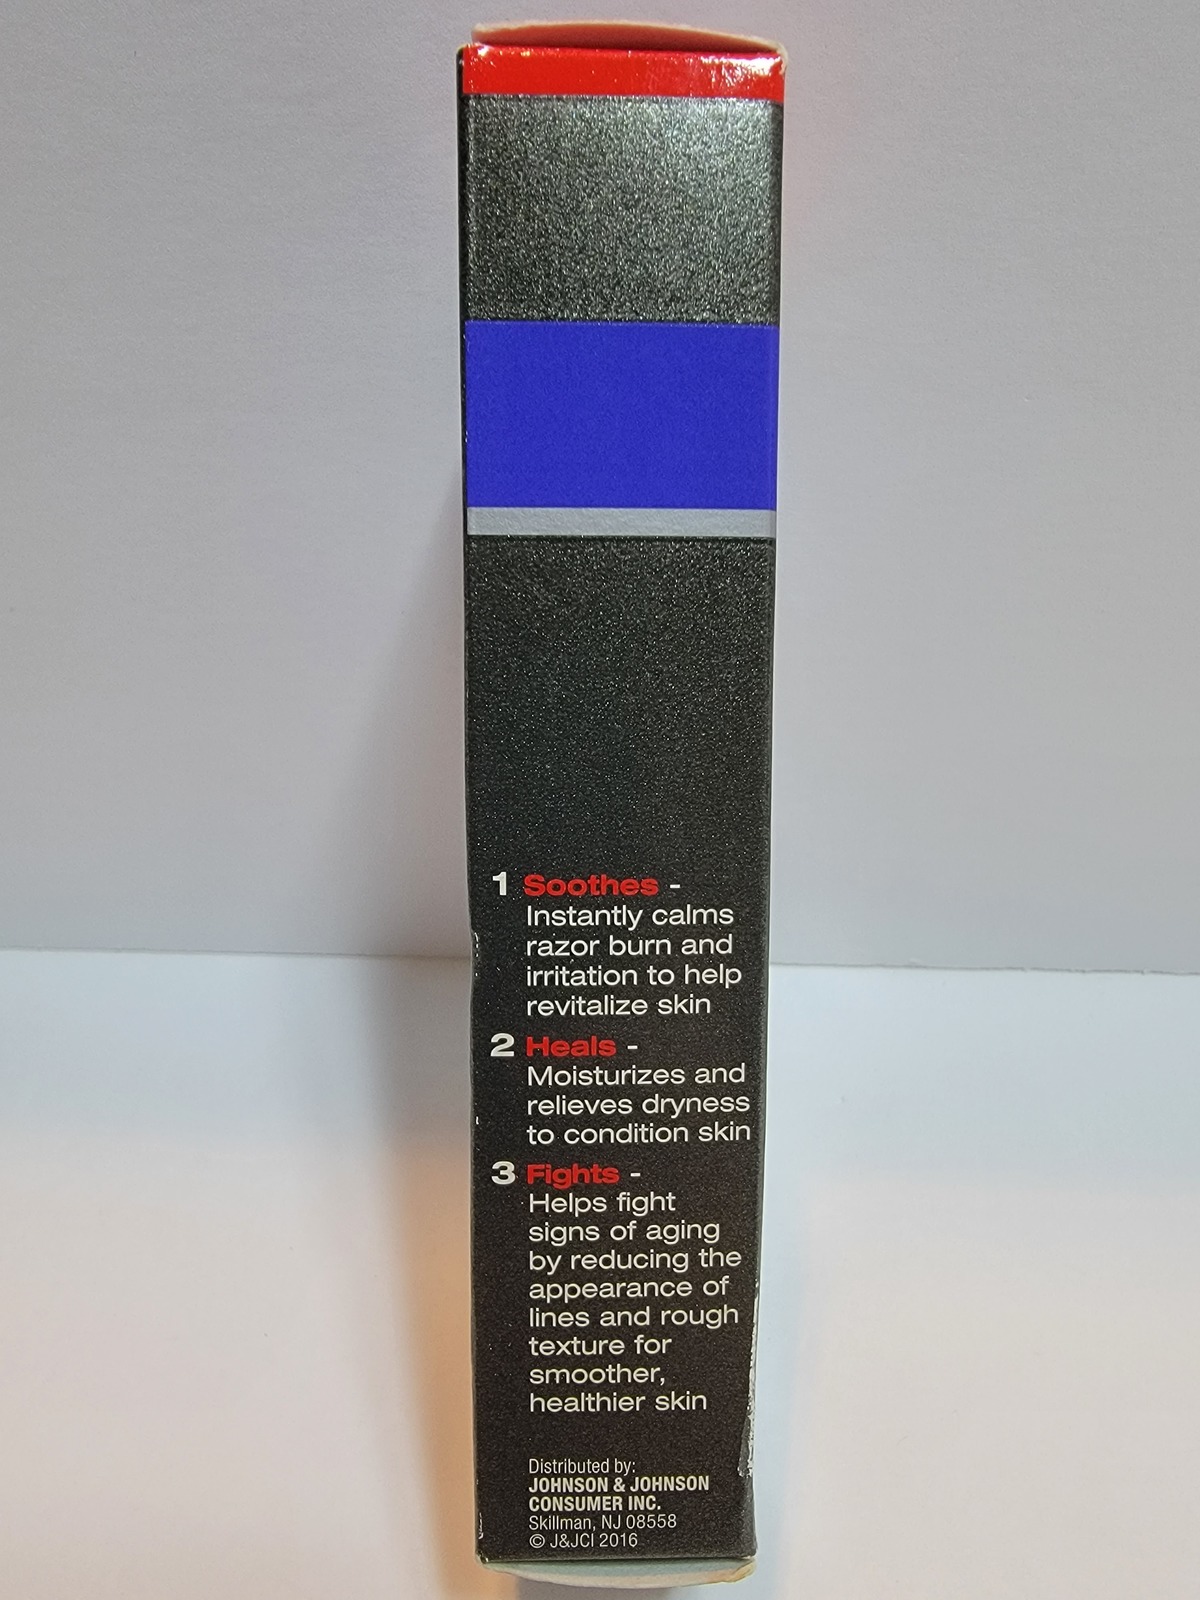 1 Soothes -
Instantly calms
razor burn and
irritation to help
revitalize skin
2 Heals -
Moisturizes and
relieves dryness
to condition skin
3 Fights -
Helps fight
signs of aging
by reducing the
appearance of
lines and rough
texture for
smoother,
healthier skin
Distributed by:
JOHNSON & JOHNSON
CONSUMER INC.
Skillman, NJ 08558
© J&JCI 2016